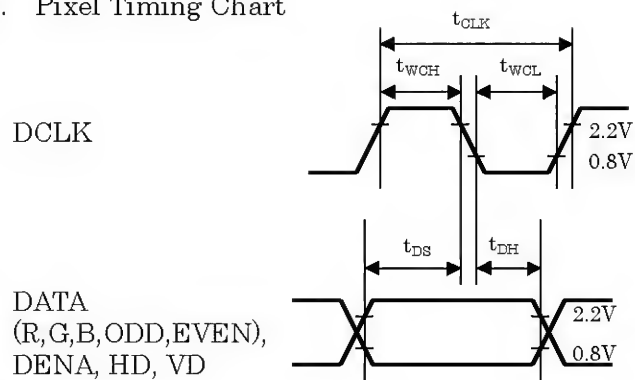 . Pixel Timing Chart
tCLK
tWCH tWCL
DCLK
2.2V
0.8V
tDS tDH
DATA
(R,G,B,ODD,EVEN),
DENA, HD, VD
2.2V
0.8V